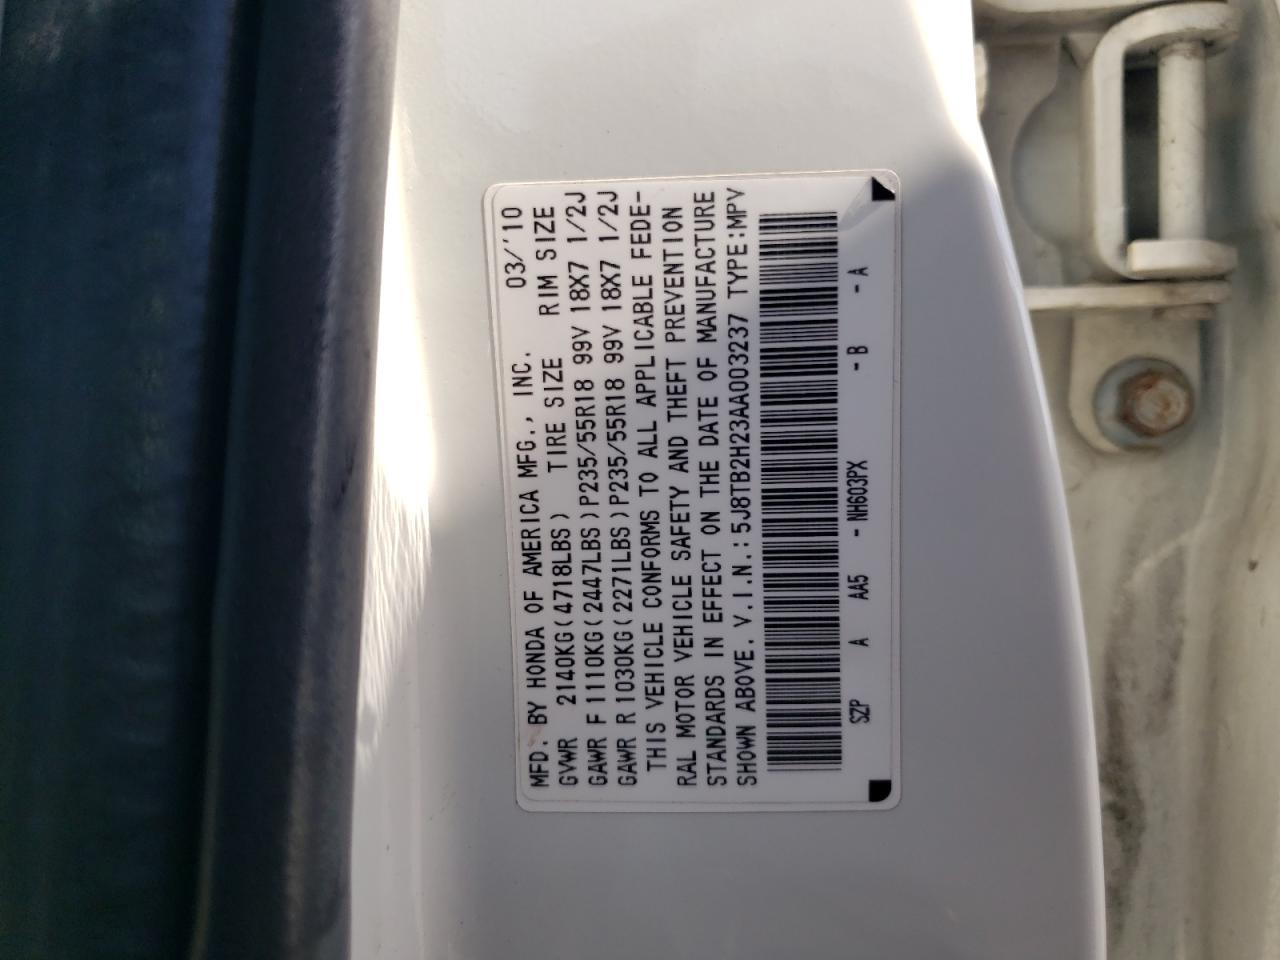 MFD. BY HONDA OF AMERICA MFG., INC. 03/'10
GVWR 2140KG(4718LBS) TIRE SIZE RIM SIZE
GAWR F 1110KG(2447LBS)P235/55R18 99V 18X7 1/2J
GAWR R 1030KG(2271LBS)P235/55R18 99V 18X7 1/2J
THIS VEHICLE CONFORMS TO ALL APPLICABLE FEDE-
RAL MOTOR VEHICLE SAFETY AND THEFT PREVENTION
STANDARDS IN EFFECT ON THE DATE OF MANUFACTURE
SHOWN ABOVE. V.I.N.:5J8TB2H23AA003237 TYPE:MPV
SZP A AA5 - NH603PX - B - A